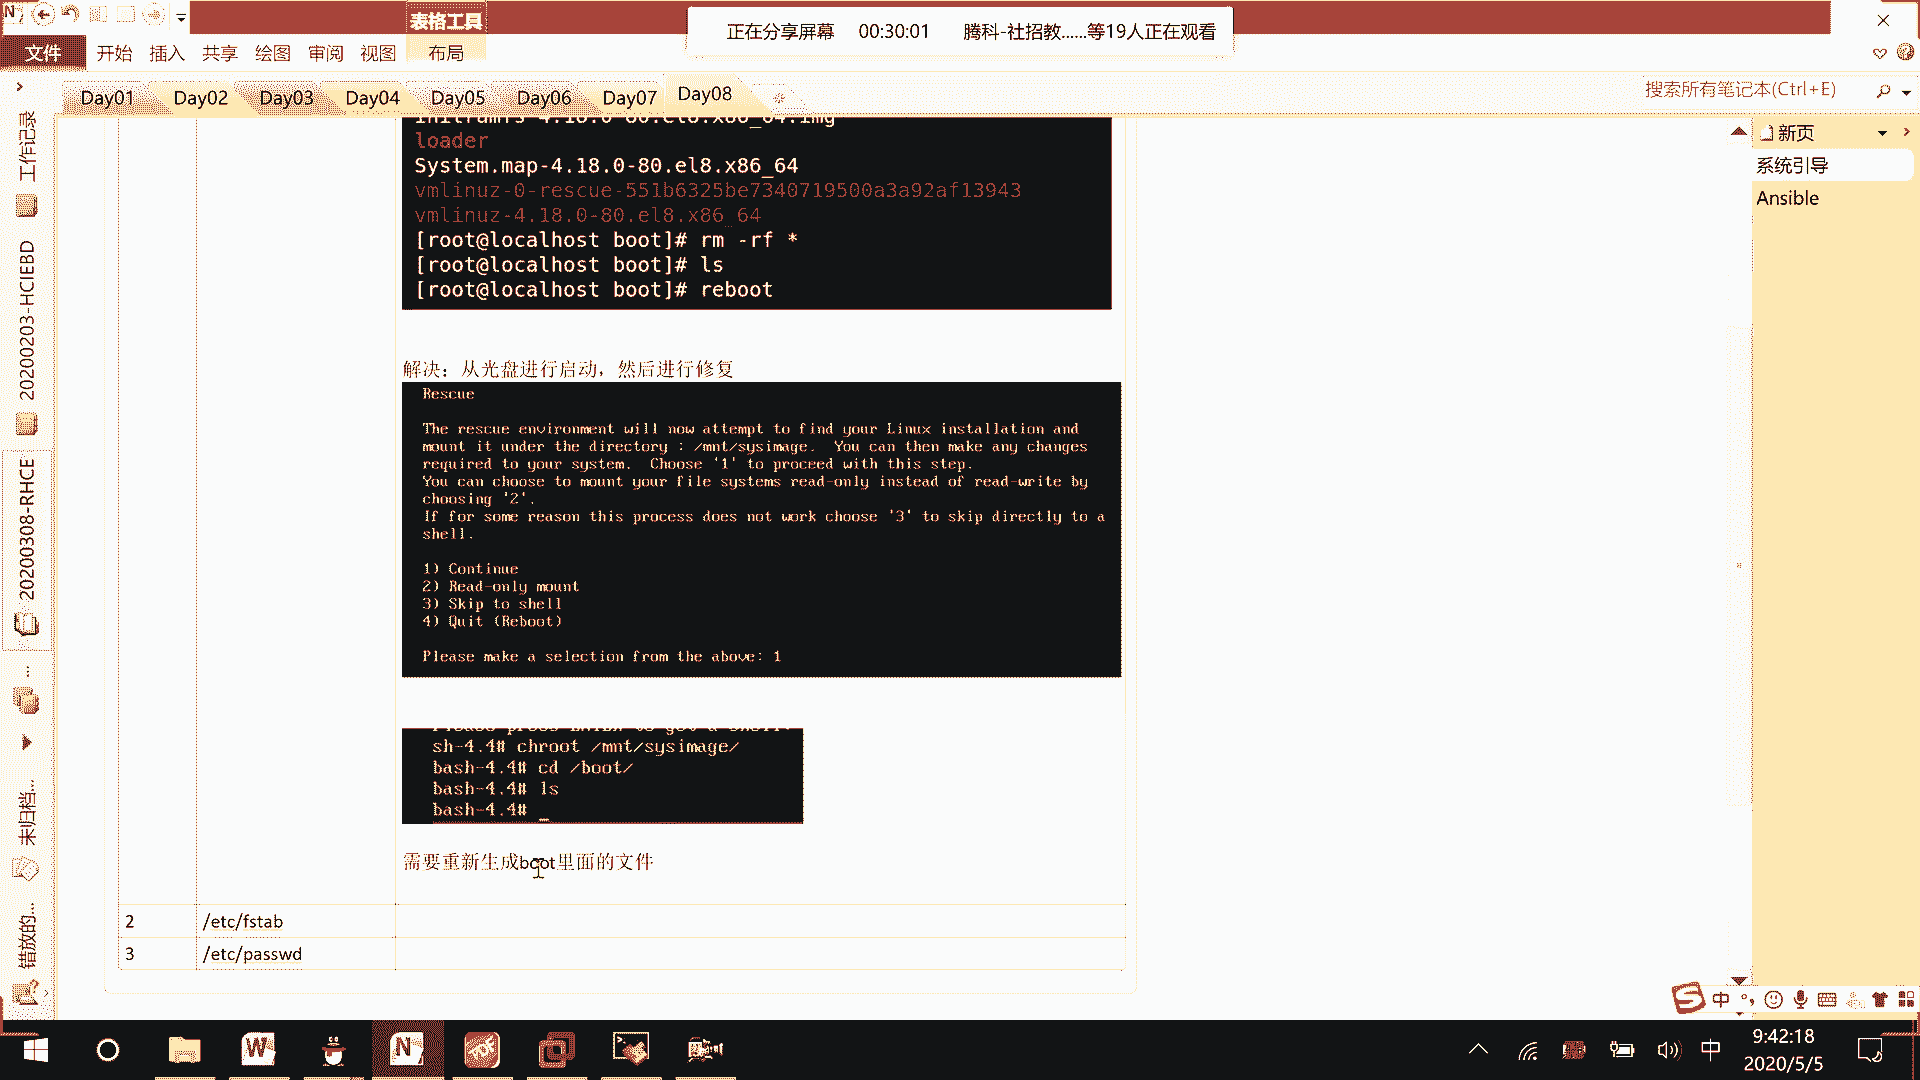 表格工具
正在分享屏幕 00:30:01 腾科-社招教......等19人正在观看
文件 开始 插入 共享 绘图 审阅 视图 布局
Day01 Day02 Day03 Day04 Day05 Day06 Day07 Day08
搜索所有笔记本(Ctrl+E)
工作记录
20200203-HCIEBD
20200308-RHCE
...
未归档...
错放的...
initramfs-4.18.0-80.el8.x86_64.img
loader
System.map-4.18.0-80.el8.x86_64
vmlinuz-0-rescue-551b6325be7340719500a3a92af13943
vmlinuz-4.18.0-80.el8.x86_64
[root@localhost boot]# rm -rf *
[root@localhost boot]# ls
[root@localhost boot]# reboot
解决：从光盘进行启动，然后进行修复
Rescue
The rescue environment will now attempt to find your Linux installation and
mount it under the directory : /mnt/sysimage. You can then make any changes
required to your system. Choose '1' to proceed with this step.
You can choose to mount your file systems read-only instead of read-write by
choosing '2'.
If for some reason this process does not work choose '3' to skip directly to a
shell.
1) Continue
2) Read-only mount
3) Skip to shell
4) Quit (Reboot)
Please make a selection from the above: 1
sh-4.4# chroot /mnt/sysimage/
bash-4.4# cd /boot/
bash-4.4# ls
bash-4.4# _
需要重新生成boot里面的文件
2 /etc/fstab
3 /etc/passwd
新页
系统引导
Ansible
中
中
9:42:18
2020/5/5